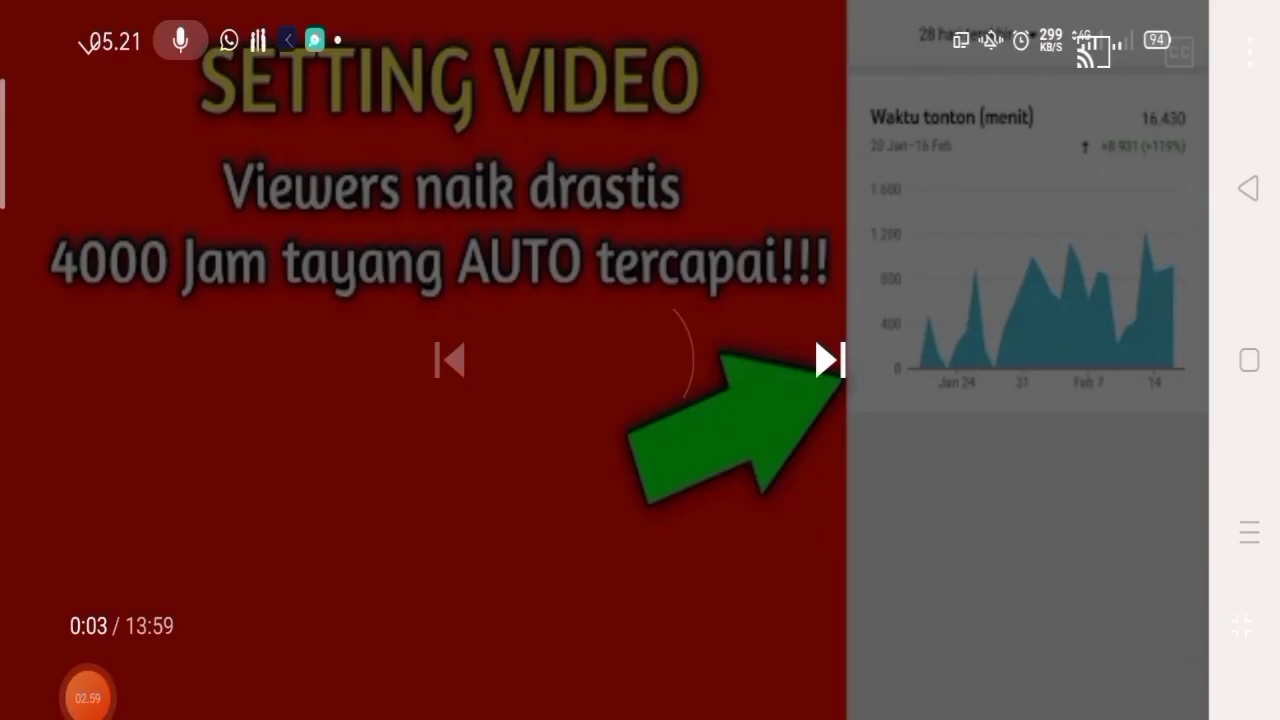 05.21
299
KB/S
4G
94
CC
SETTING VIDEO
Viewers naik drastis
4000 Jam tayang AUTO tercapai!!!
Waktu tonton (menit)
16.430
20 Jan–16 Feb
+8.931 (>119%)
1.600
1.200
800
400
0
Jan 24
31
Feb 7
14
0:03 / 13:59
02.59